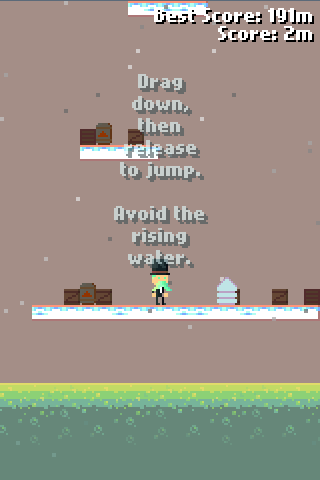 Best Score: 191m
Score: 2m
Drag
down,
then
release
to jump.
Avoid the
rising
water.